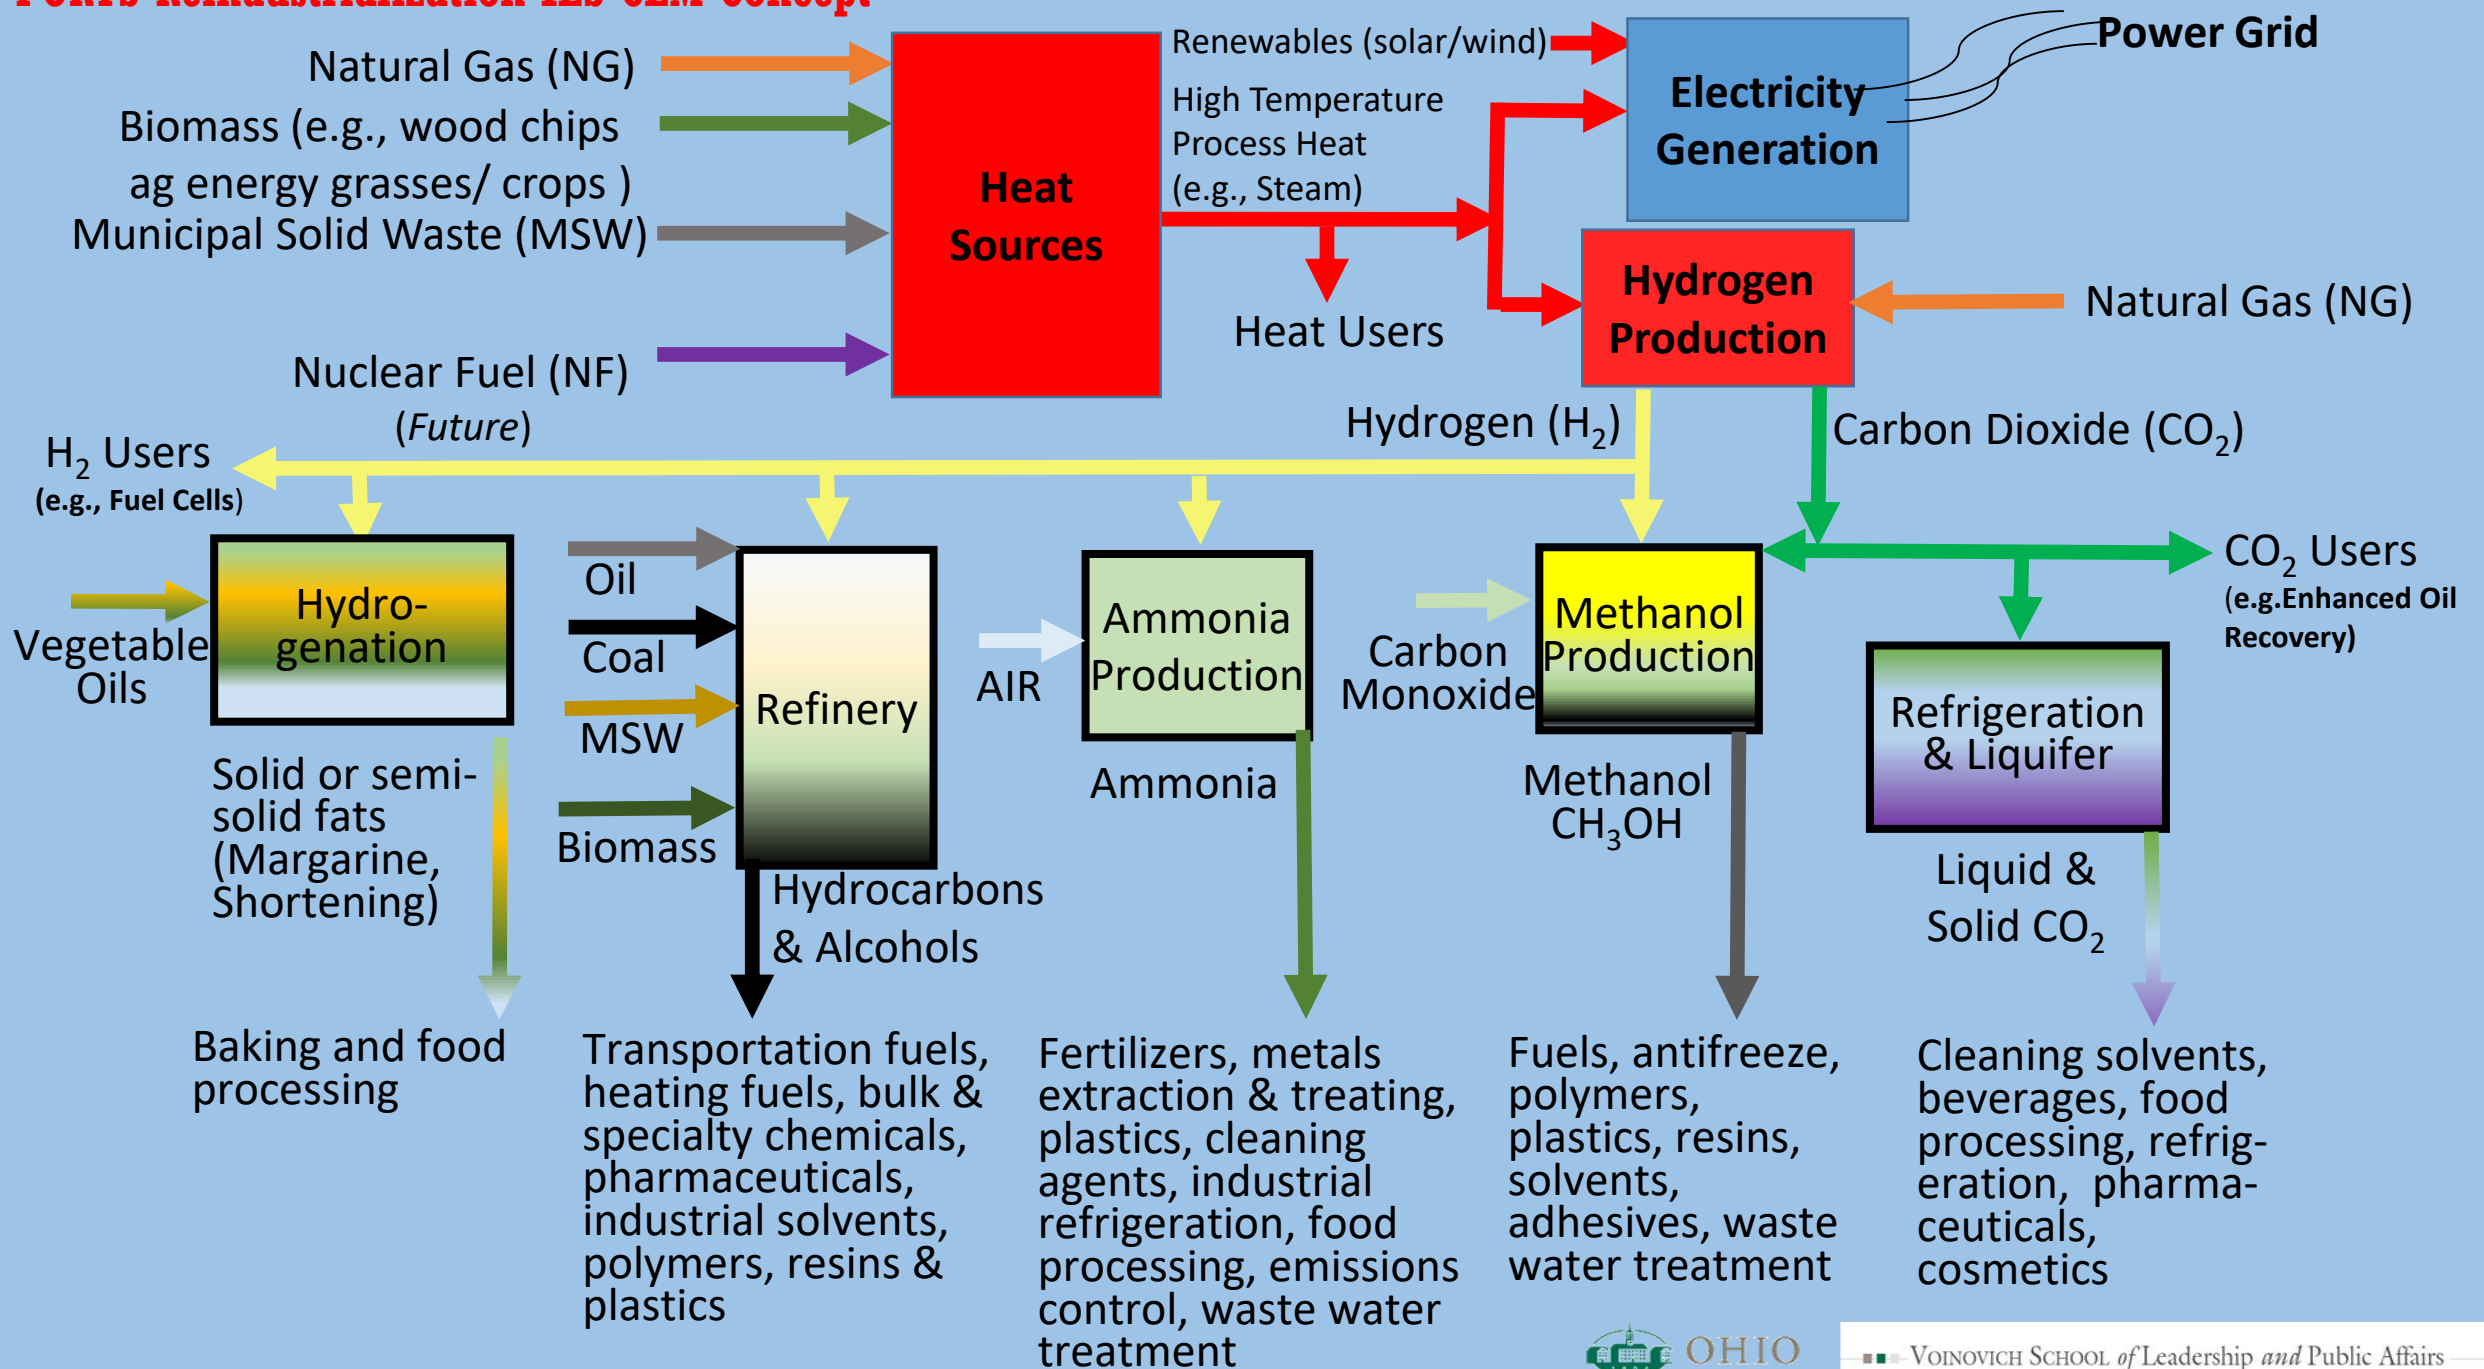 PORTS Reindustrialization IES CZM Concept
Natural Gas (NG)
Biomass (e.g., wood chips
ag energy grasses/ crops )
Municipal Solid Waste (MSW)
Nuclear Fuel (NF)
(Future)
Heat
Sources
Renewables (solar/wind)
High Temperature
Process Heat
(e.g., Steam)
Heat Users
Electricity
Generation
Power Grid
Hydrogen
Production
Natural Gas (NG)
Hydrogen (H₂)
Carbon Dioxide (CO₂)
H₂ Users
(e.g., Fuel Cells)
Vegetable
Oils
Hydro-
genation
Oil
Coal
MSW
Biomass
Refinery
AIR
Ammonia
Production
Carbon
Monoxide
Methanol
Production
CO₂ Users
(e.g.Enhanced Oil
Recovery)
Refrigeration
& Liquifer
Solid or semi-
solid fats
(Margarine,
Shortening)
Hydrocarbons
& Alcohols
Ammonia
Methanol
CH₃OH
Liquid &
Solid CO₂
Baking and food
processing
Transportation fuels,
heating fuels, bulk &
specialty chemicals,
pharmaceuticals,
industrial solvents,
polymers, resins &
plastics
Fertilizers, metals
extraction & treating,
plastics, cleaning
agents, industrial
refrigeration, food
processing, emissions
control, waste water
treatment
Fuels, antifreeze,
polymers,
plastics, resins,
solvents,
adhesives, waste
water treatment
Cleaning solvents,
beverages, food
processing, refrig-
eration, pharma-
ceuticals,
cosmetics
OHIO
VOINOVICH SCHOOL of Leadership and Public Affairs